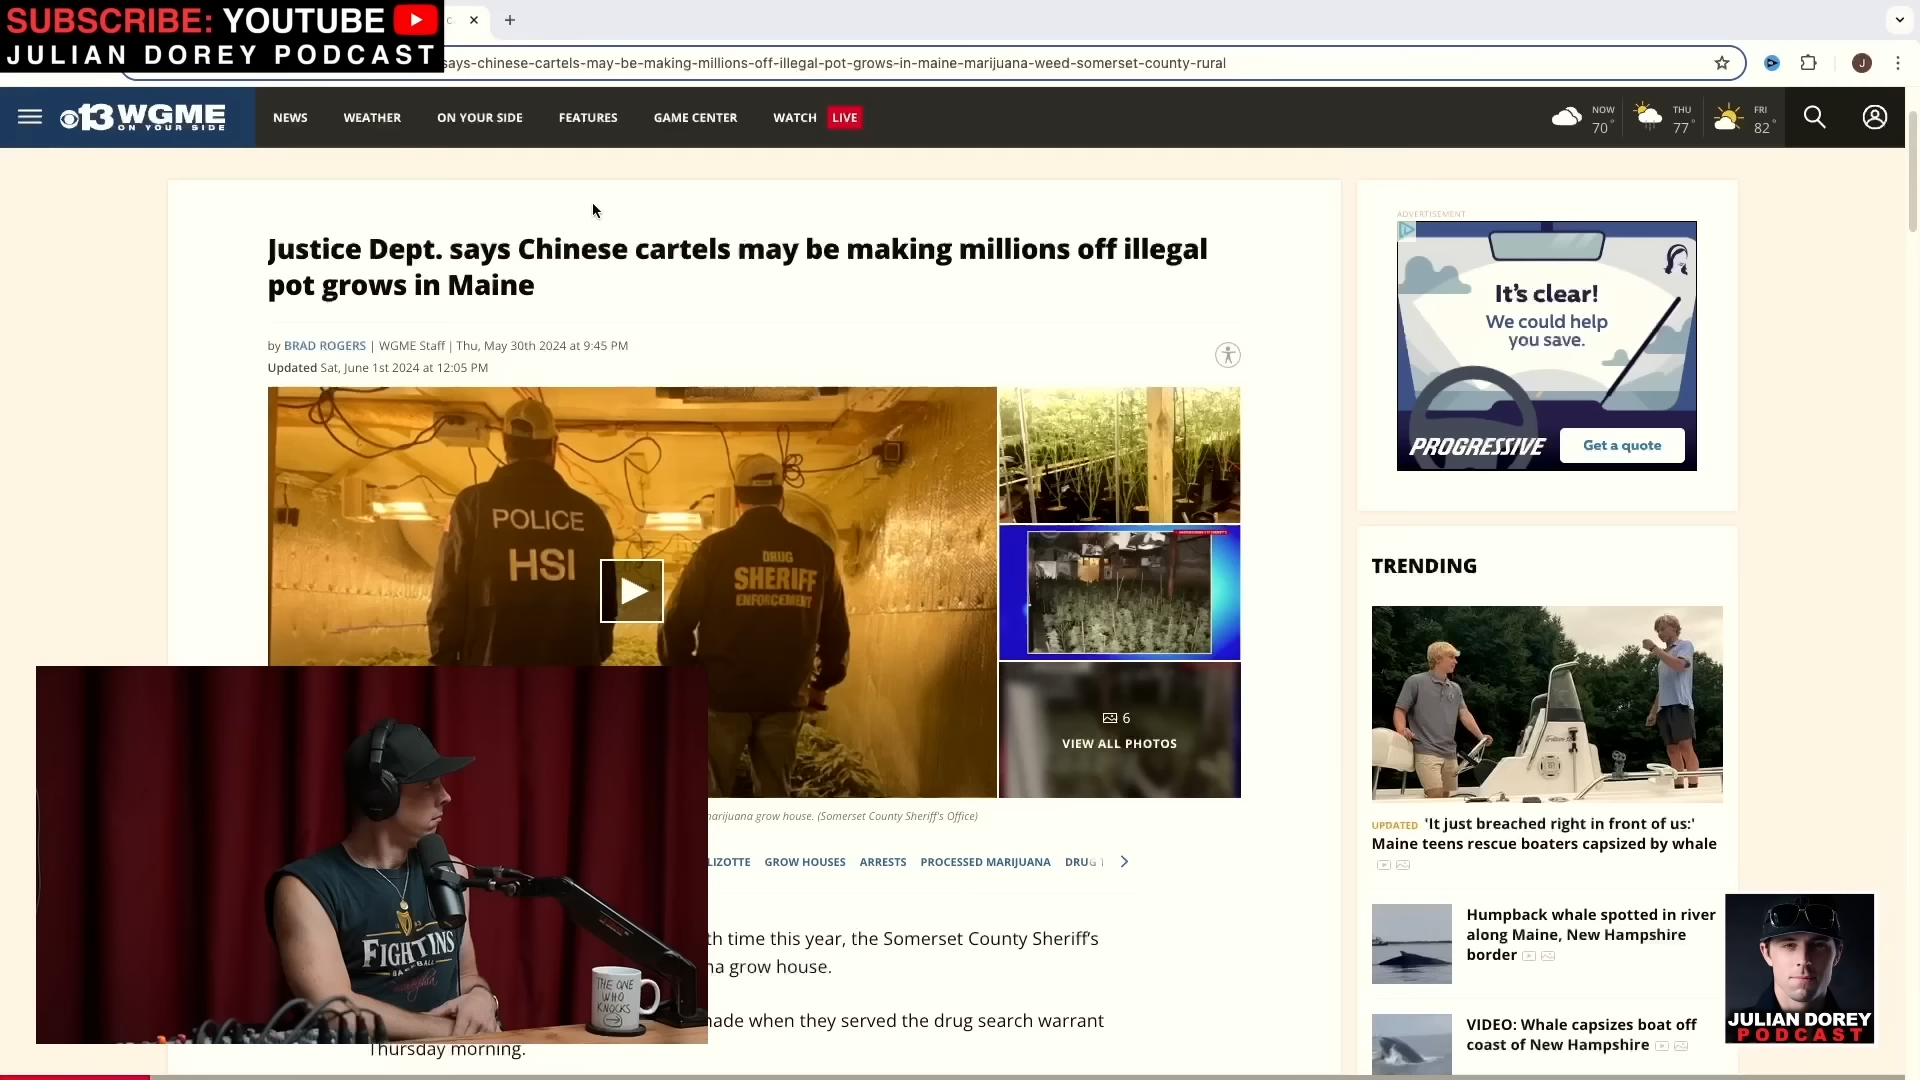 SUBSCRIBE: YOUTUBE
JULIAN DOREY PODCAST
says-chinese-cartels-may-be-making-millions-off-illegal-pot-grows-in-maine-marijuana-weed-somerset-county-rural
J
13 WGME
ON YOUR SIDE
NEWS WEATHER ON YOUR SIDE FEATURES GAME CENTER WATCH LIVE
NOW 70° THU 77° FRI 82°
Justice Dept. says Chinese cartels may be making millions off illegal
pot grows in Maine
by BRAD ROGERS | WGME Staff | Thu, May 30th 2024 at 9:45 PM
Updated Sat, June 1st 2024 at 12:05 PM
POLICE
HSI
DRUG
SHERIFF
ENFORCEMENT
6
VIEW ALL PHOTOS
marijuana grow house. (Somerset County Sheriff's Office)
LIZOTTE GROW HOUSES ARRESTS PROCESSED MARIJUANA DRUG
th time this year, the Somerset County Sheriff's
na grow house.
made when they served the drug search warrant
Thursday morning.
FIGHTINS
BASEBALL
Philadelphia
THE ONE
WHO
KNOCKS
ADVERTISEMENT
It's clear!
We could help
you save.
PROGRESSIVE
Get a quote
TRENDING
UPDATED 'It just breached right in front of us:'
Maine teens rescue boaters capsized by whale
Humpback whale spotted in river
along Maine, New Hampshire
border
VIDEO: Whale capsizes boat off
coast of New Hampshire
JULIAN DOREY
PODCAST